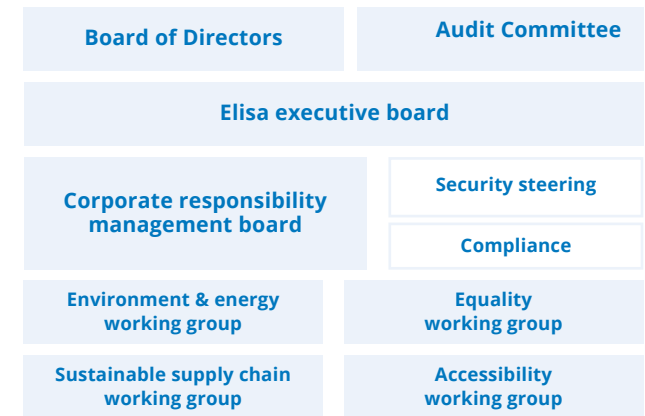 Board of Directors
Audit Committee
Elisa executive board
Corporate responsibility
management board
Security steering
Compliance
Environment & energy
working group
Equality
working group
Sustainable supply chain
working group
Accessibility
working group